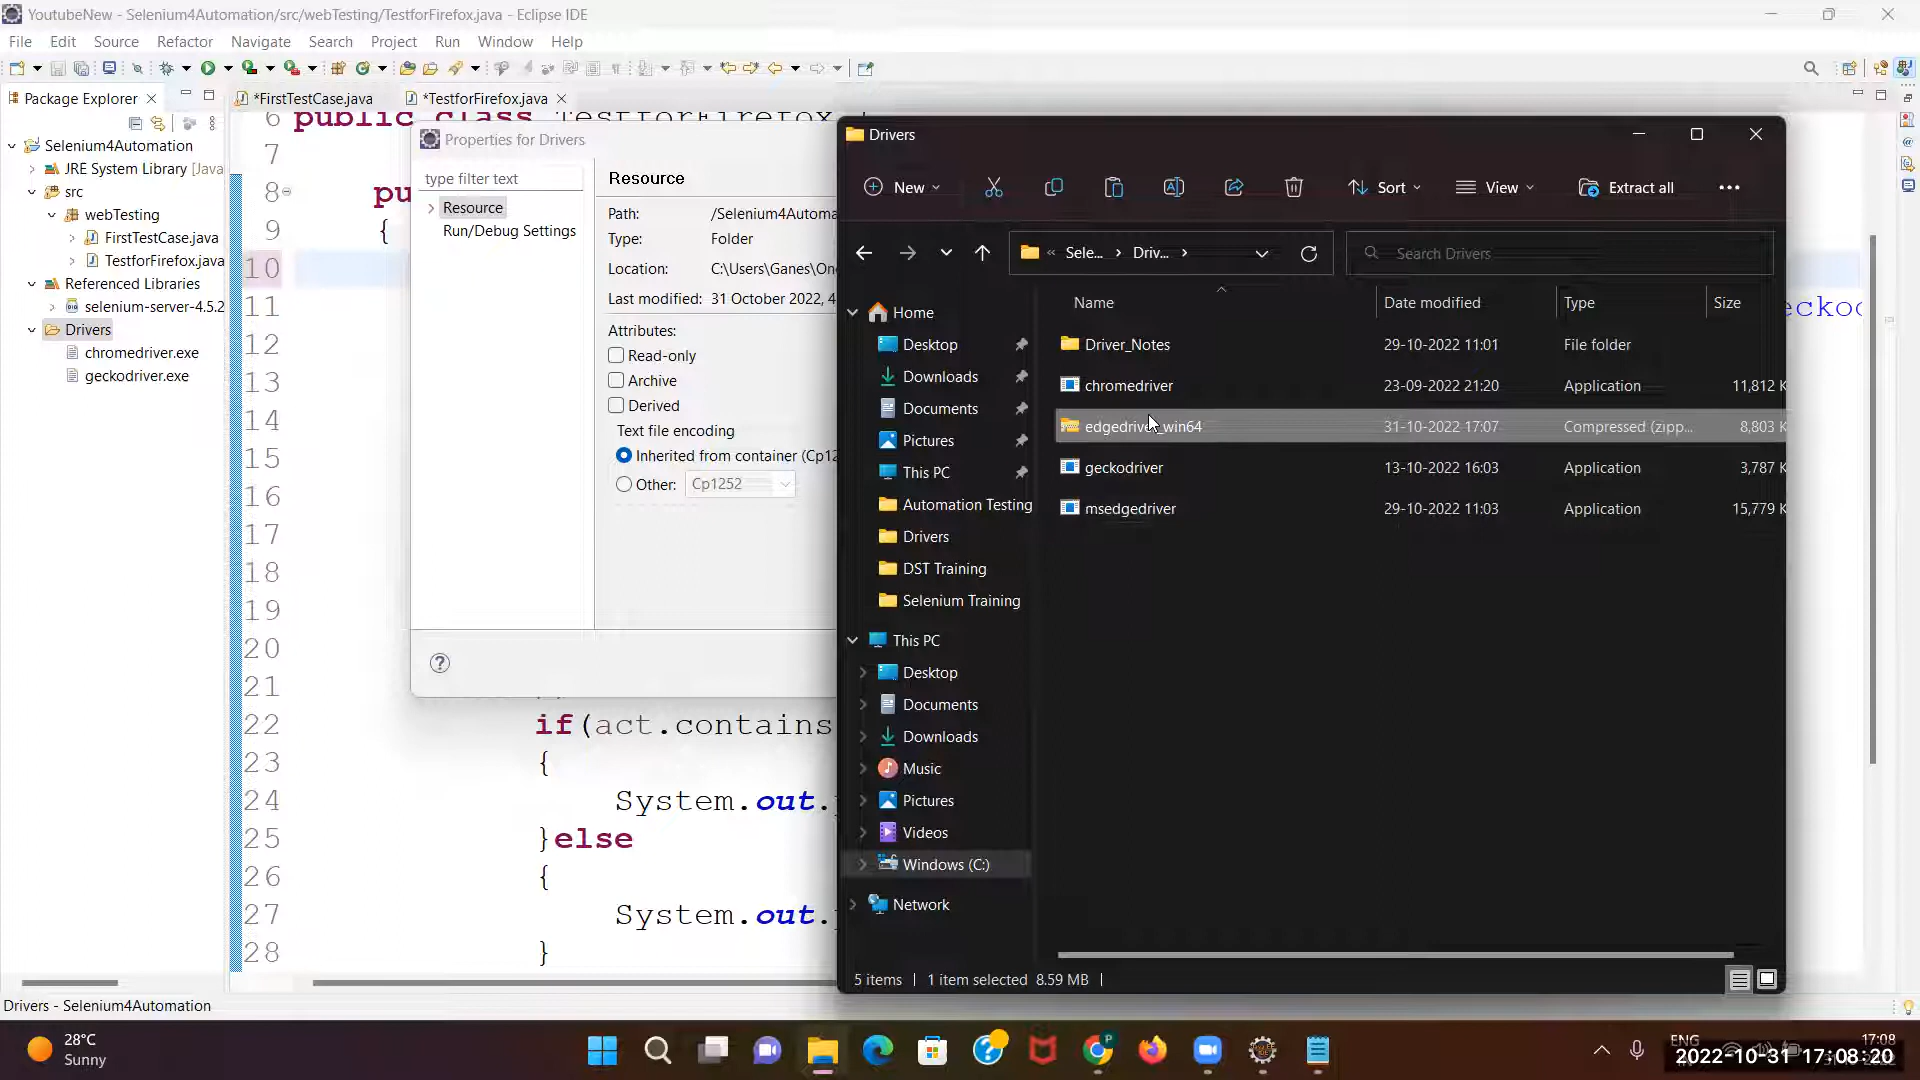 YoutubeNew - Selenium4Automation/src/webTesting/TestforFirefox.java - Eclipse IDE
File Edit Source Refactor Navigate Search Project Run Window Help
Package Explorer
*FirstTestCase.java
*TestforFirefox.java
Selenium4Automation
JRE System Library [Java
src
webTesting
FirstTestCase.java
TestforFirefox.java
Referenced Libraries
selenium-server-4.5.2
Drivers
chromedriver.exe
geckodriver.exe
6 public class TestforFirefox {
7
8 pu
9 {
10
11
12
13
14
15
16
17
18
19
20
21
22 if(act.contains
23 {
24 System.out.
25 }else
26 {
27 System.out.
28 }
Properties for Drivers
type filter text
Resource
Run/Debug Settings
Resource
Path: /Selenium4Automa
Type: Folder
Location: C:\Users\Ganes\On
Last modified: 31 October 2022, 4
Attributes:
Read-only
Archive
Derived
Text file encoding
Inherited from container (Cp12
Other: Cp1252
Drivers
New Sort View Extract all
« Sele... > Driv... >
Search Drivers
Home
Desktop
Downloads
Documents
Pictures
This PC
Automation Testing
Drivers
DST Training
Selenium Training
This PC
Desktop
Documents
Downloads
Music
Pictures
Videos
Windows (C:)
Network
Name Date modified Type Size
Driver_Notes 29-10-2022 11:01 File folder
chromedriver 23-09-2022 21:20 Application 11,812 K
edgedriver_win64 31-10-2022 17:07 Compressed (zipp... 8,803 K
geckodriver 13-10-2022 16:03 Application 3,787 K
msedgedriver 29-10-2022 11:03 Application 15,779 K
5 items 1 item selected 8.59 MB
Drivers - Selenium4Automation
28°C
Sunny
ENG
17:08
2022-10-31 17:08:20